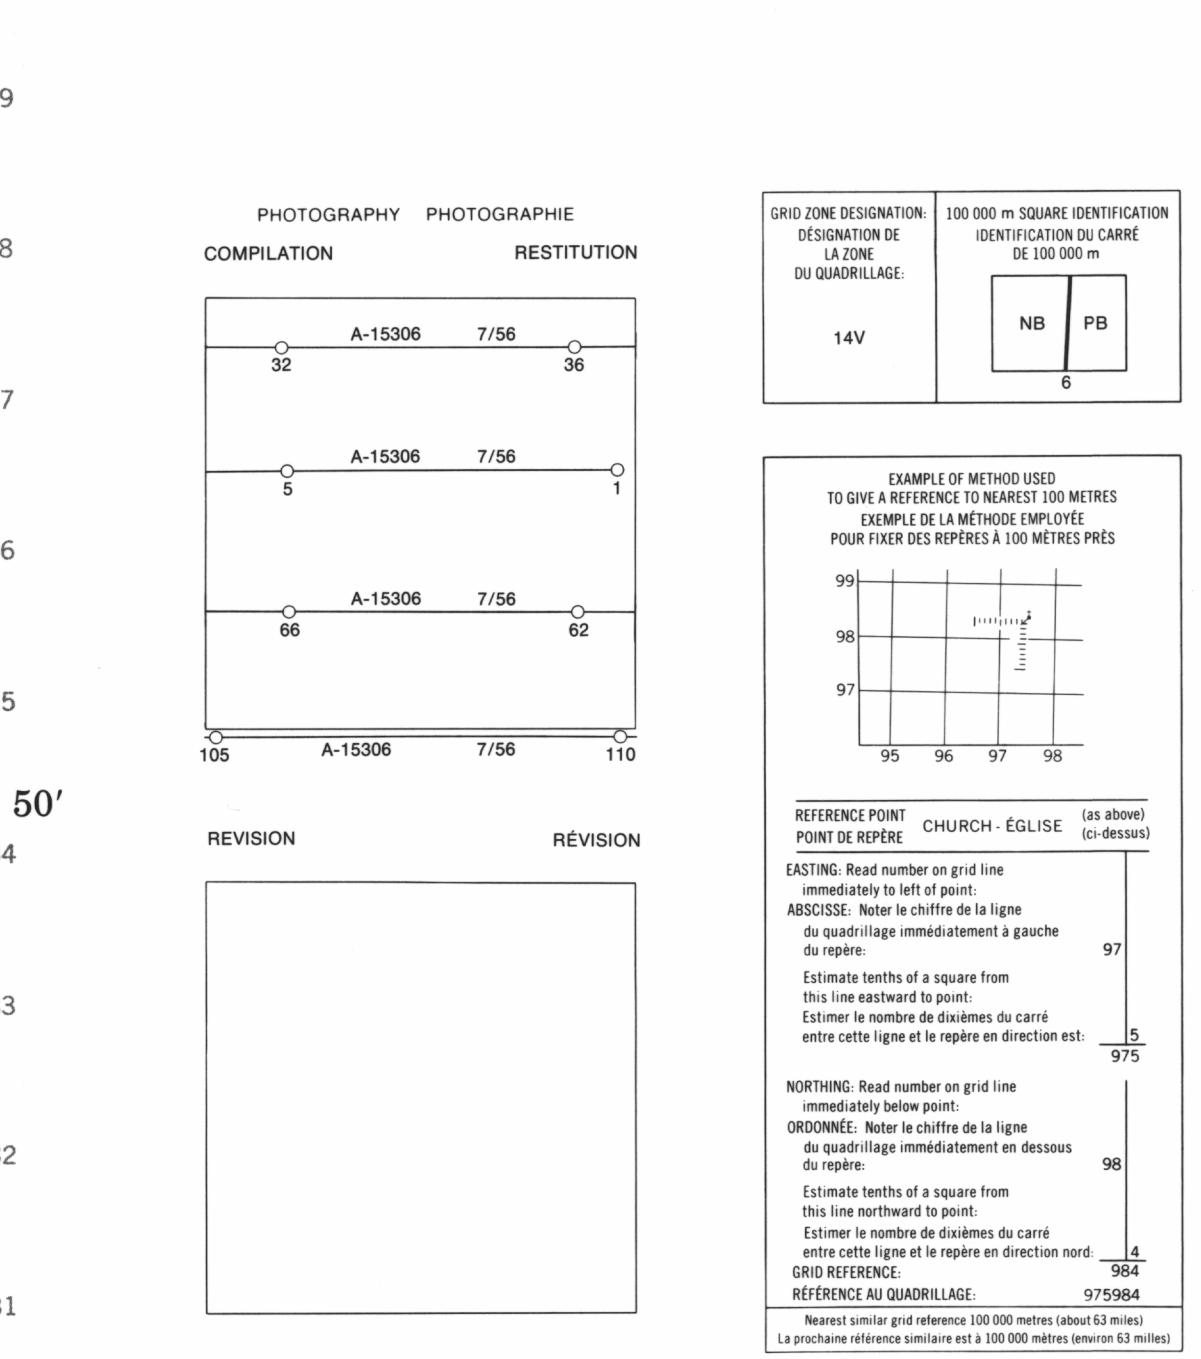 9
8
7
6
5
50′
4
3
2
31
PHOTOGRAPHY PHOTOGRAPHIE
COMPILATION RESTITUTION
A-15306 7/56
32 36
A-15306 7/56
5 1
A-15306 7/56
66 62
105 A-15306 7/56 110
REVISION RÉVISION
GRID ZONE DESIGNATION:
DÉSIGNATION DE
LA ZONE
DU QUADRILLAGE:
14V
100 000 m SQUARE IDENTIFICATION
IDENTIFICATION DU CARRÉ
DE 100 000 m
NB PB
6
EXAMPLE OF METHOD USED
TO GIVE A REFERENCE TO NEAREST 100 METRES
EXEMPLE DE LA MÉTHODE EMPLOYÉE
POUR FIXER DES REPÈRES À 100 MÈTRES PRÈS
99
98
97
95 96 97 98
REFERENCE POINT
POINT DE REPÈRE
CHURCH - ÉGLISE
(as above)
(ci-dessus)
EASTING: Read number on grid line
immediately to left of point:
ABSCISSE: Noter le chiffre de la ligne
du quadrillage immédiatement à gauche
du repère: 97
Estimate tenths of a square from
this line eastward to point:
Estimer le nombre de dixièmes du carré
entre cette ligne et le repère en direction est: 5
975
NORTHING: Read number on grid line
immediately below point:
ORDONNÉE: Noter le chiffre de la ligne
du quadrillage immédiatement en dessous
du repère: 98
Estimate tenths of a square from
this line northward to point:
Estimer le nombre de dixièmes du carré
entre cette ligne et le repère en direction nord: 4
GRID REFERENCE: 984
RÉFÉRENCE AU QUADRILLAGE: 975984
Nearest similar grid reference 100 000 metres (about 63 miles)
La prochaine référence similaire est à 100 000 mètres (environ 63 milles)